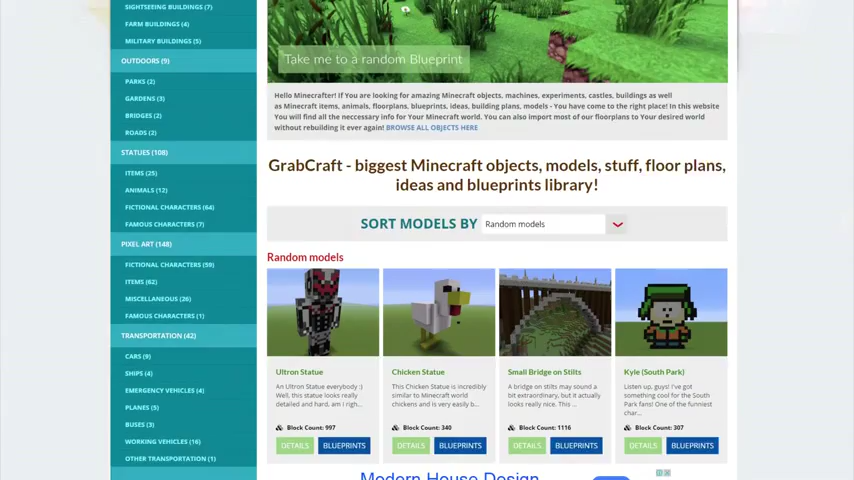 SIGHTSEEING BUILDINGS (7)
FARM BUILDINGS (4)
MILITARY BUILDINGS (5)
OUTDOORS (9)
PARKS (2)
GARDENS (3)
BRIDGES (2)
ROADS (2)
STATUES (108)
ITEMS (25)
ANIMALS (12)
FICTIONAL CHARACTERS (64)
FAMOUS CHARACTERS (7)
PIXEL ART (148)
FICTIONAL CHARACTERS (59)
ITEMS (62)
MISCELLANEOUS (26)
FAMOUS CHARACTERS (1)
TRANSPORTATION (42)
CARS (9)
SHIPS (4)
EMERGENCY VEHICLES (4)
PLANES (5)
BUSES (3)
WORKING VEHICLES (16)
OTHER TRANSPORTATION (1)
Take me to a random Blueprint
Hello Minecrafter! If You are looking for amazing Minecraft objects, machines, experiments, castles, buildings as well
as Minecraft items, animals, floorplans, blueprints, ideas, building plans, models - You have come to the right place! In this website
You will find all the neccessary info for Your Minecraft world. You can also import most of our floorplans to Your desired world
without rebuilding it ever again! BROWSE ALL OBJECTS HERE
GrabCraft - biggest Minecraft objects, models, stuff, floor plans,
ideas and blueprints library!
SORT MODELS BY Random models
Random models
Ultron Statue
An Ultron Statue everybody :)
Well, this statue looks really
detailed and hard, am i righ...
Block Count: 997
DETAILS BLUEPRINTS
Chicken Statue
This Chicken Statue is incredibly
similar to Minecraft world
chickens and is very easily b...
Block Count: 340
DETAILS BLUEPRINTS
Small Bridge on Stilts
A bridge on stilts may sound a
bit extraordinary, but it actually
looks really nice. This ...
Block Count: 1116
DETAILS BLUEPRINTS
Kyle (South Park)
Listen up, guys! I've got
something cool for the South
Park fans! One of the funniest
char...
Block Count: 307
DETAILS BLUEPRINTS
Modern House Design